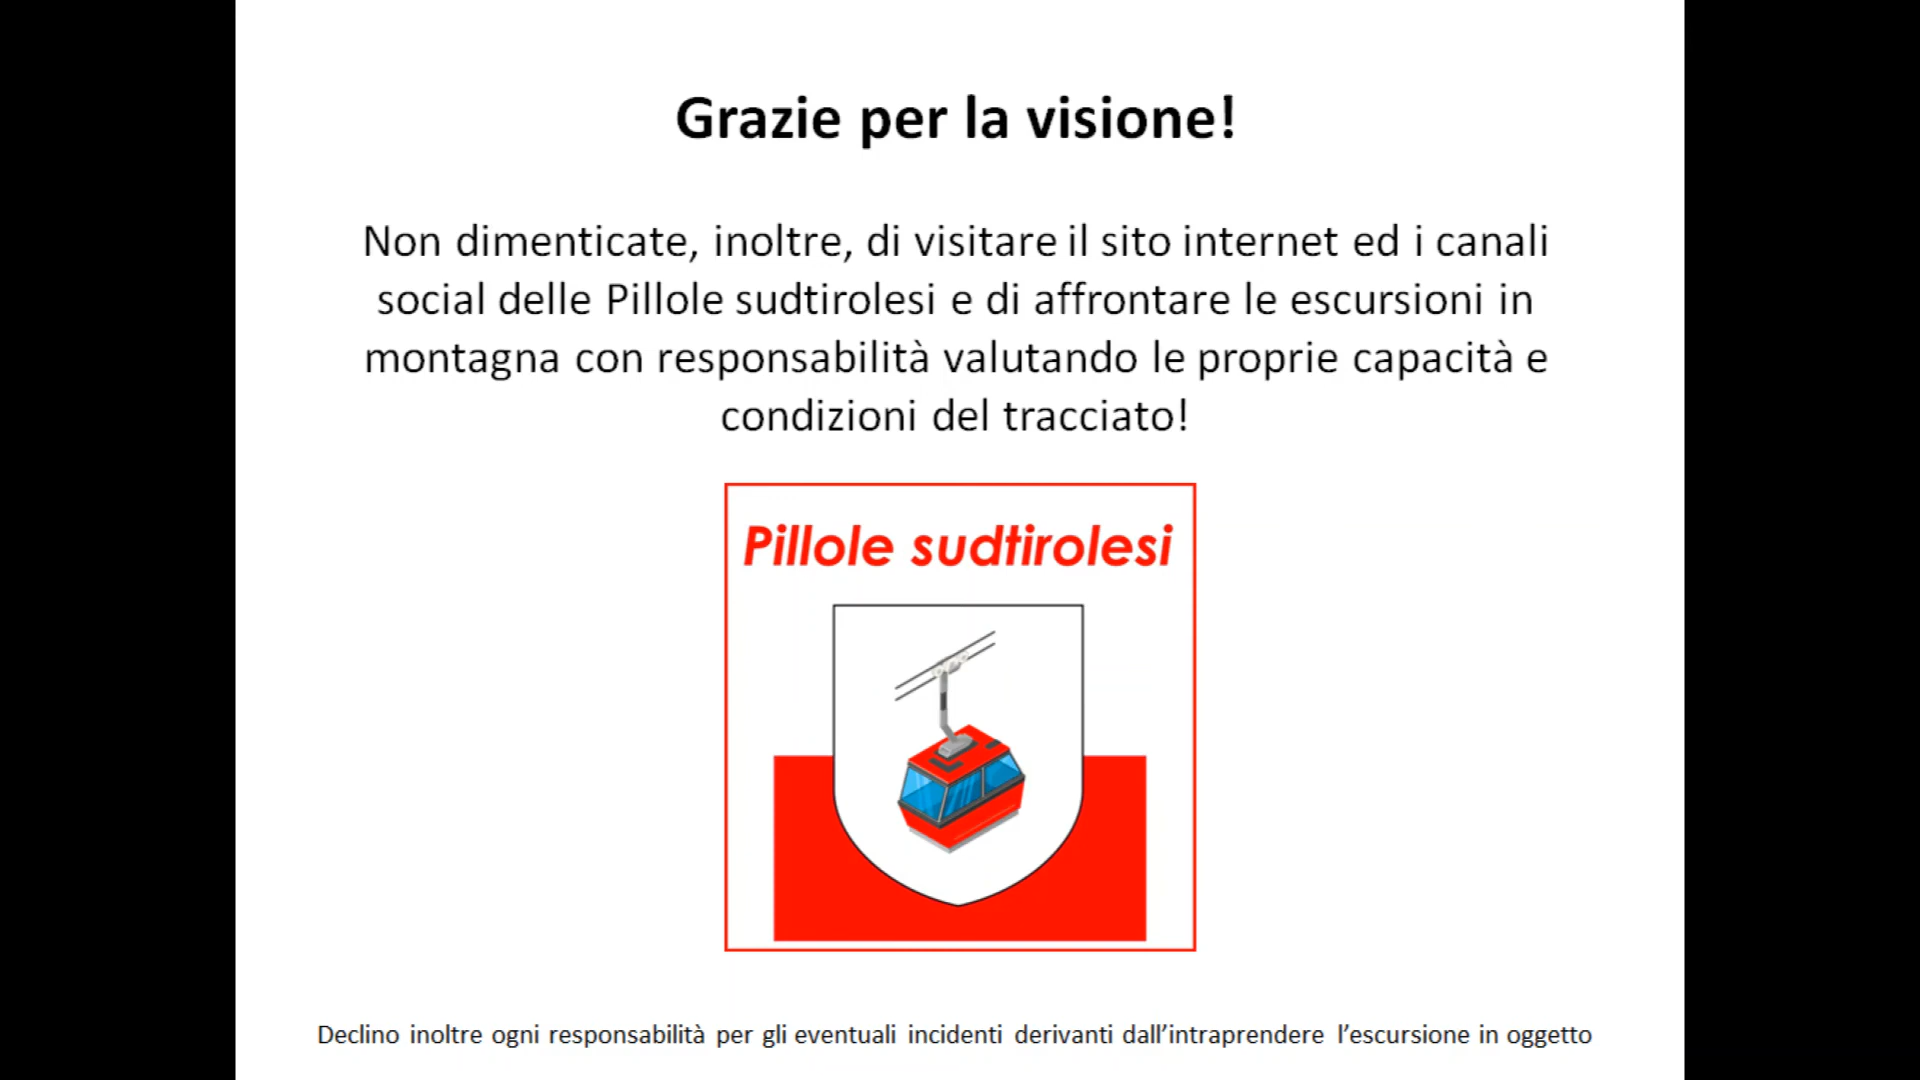 Grazie per la visione!
Non dimenticate, inoltre, di visitare il sito internet ed i canali
social delle Pillole sudtirolesi e di affrontare le escursioni in
montagna con responsabilità valutando le proprie capacità e
condizioni del tracciato!
Pillole sudtirolesi
Declino inoltre ogni responsabilità per gli eventuali incidenti derivanti dall’intraprendere l’escursione in oggetto